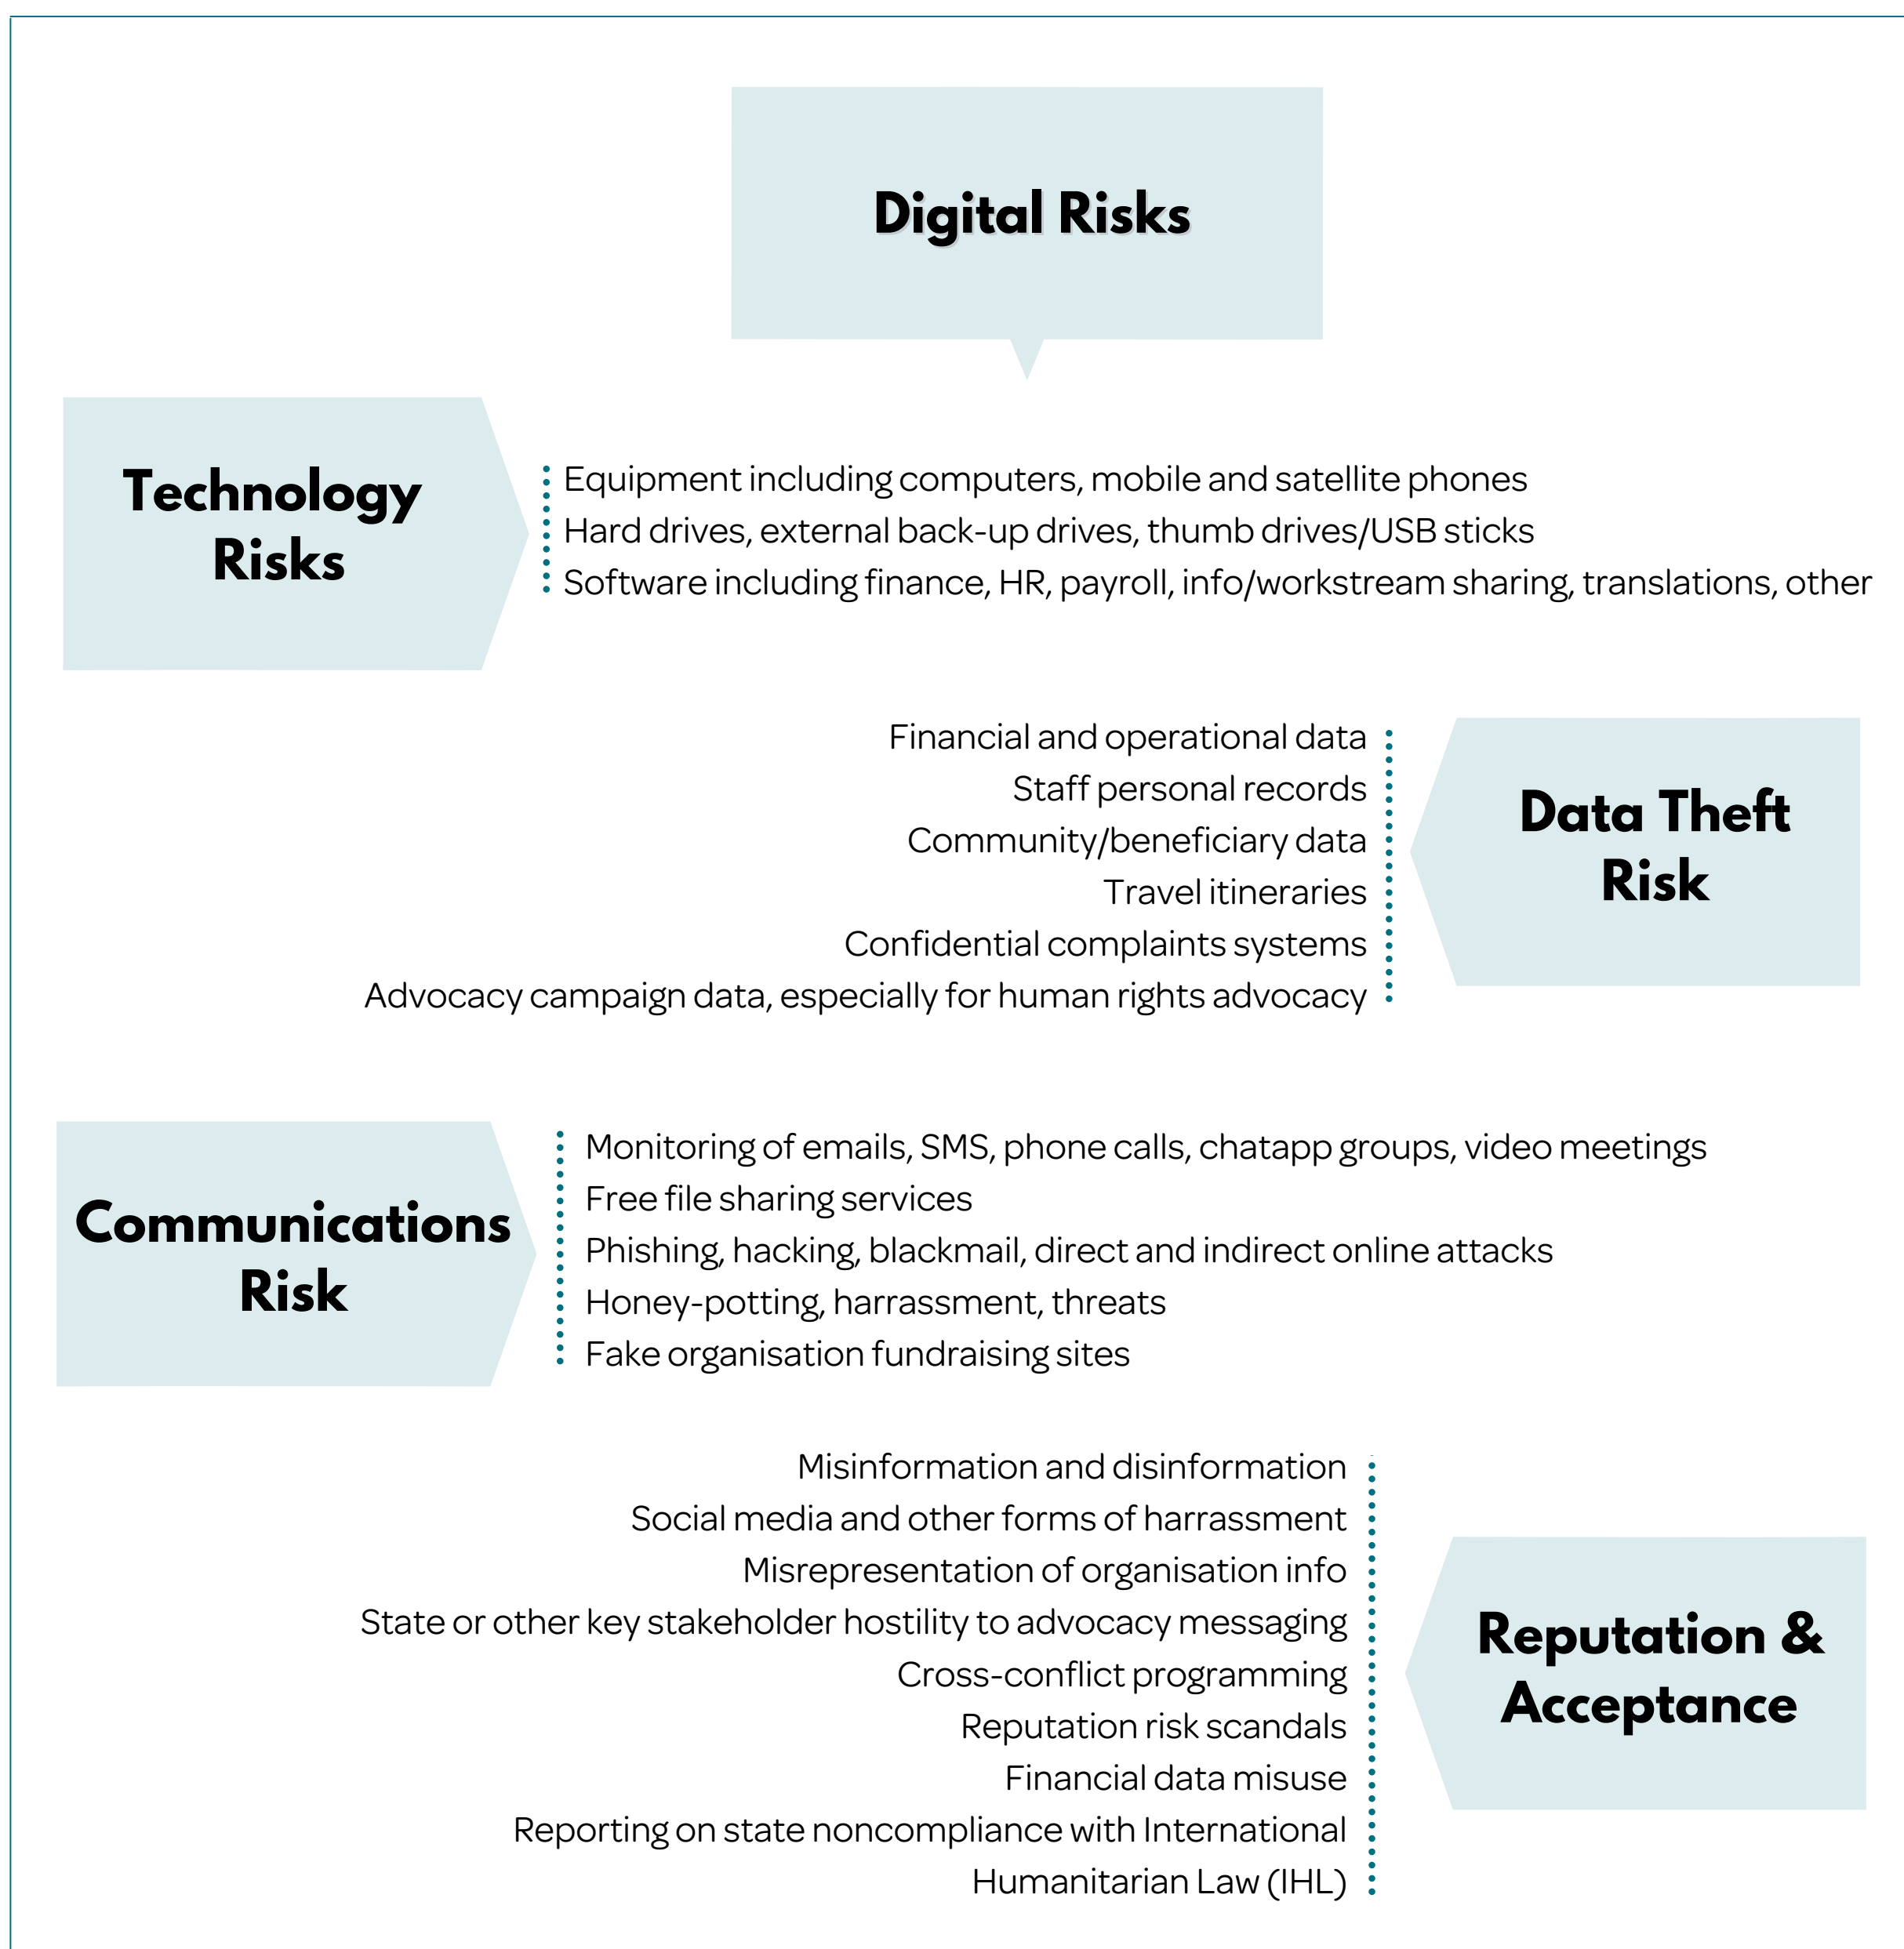 Digital Risks
Technology
Risks
Equipment including computers, mobile and satellite phones
Hard drives, external back-up drives, thumb drives/USB sticks
Software including finance, HR, payroll, info/workstream sharing, translations, other
Financial and operational data
Staff personal records
Community/beneficiary data
Travel itineraries
Confidential complaints systems
Advocacy campaign data, especially for human rights advocacy
Data Theft
Risk
Communications
Risk
Monitoring of emails, SMS, phone calls, chatapp groups, video meetings
Free file sharing services
Phishing, hacking, blackmail, direct and indirect online attacks
Honey-potting, harrassment, threats
Fake organisation fundraising sites
Misinformation and disinformation
Social media and other forms of harrassment
Misrepresentation of organisation info
State or other key stakeholder hostility to advocacy messaging
Cross-conflict programming
Reputation risk scandals
Financial data misuse
Reporting on state noncompliance with International
Humanitarian Law (IHL)
Reputation &
Acceptance